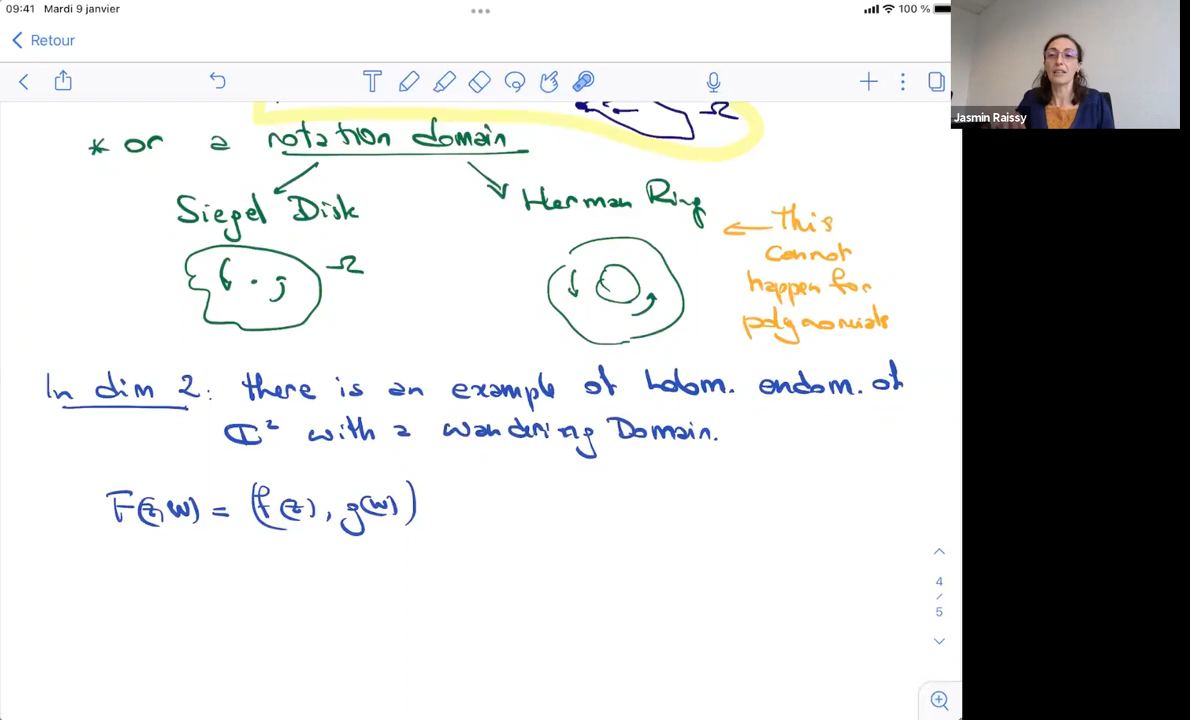 09:41 Mardi 9 janvier
100 %
Retour
Jasmin Raissy
Ω
* or a rotation domain
Siegel Disk
Herman Ring
← this
cannot
happen for
polynomials
Ω
In dim 2: there is an example of holom. endom. of
ℂ² with a wandering Domain.
F(z,w) = (f(z), g(w))
4
/
5